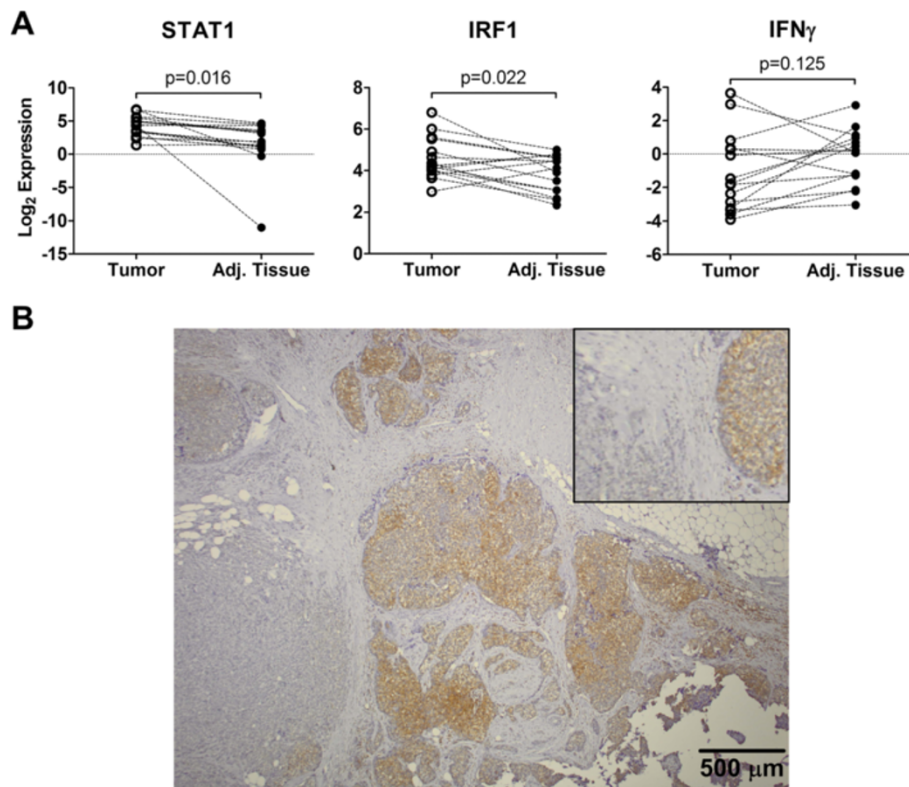 A
STAT1
IRF1
IFNγ
p=0.016
p=0.022
p=0.125
Log2 Expression
10
5
0
-5
-10
-15
8
6
4
2
0
4
2
0
-2
-4
-6
Tumor
Adj. Tissue
Tumor
Adj. Tissue
Tumor
Adj. Tissue
B
500 μm